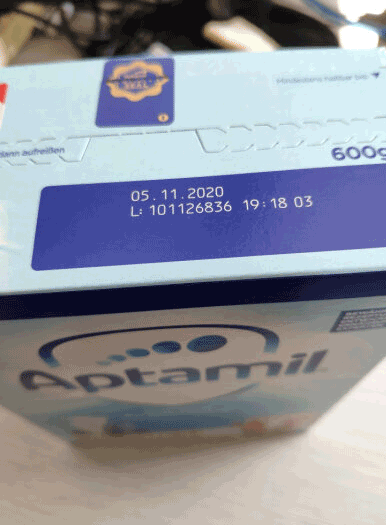 SEAL
Mindestens haltbar bis
dann aufreißen
600g
05.11.2020
L: 101126836 19:18 03
Aptamil